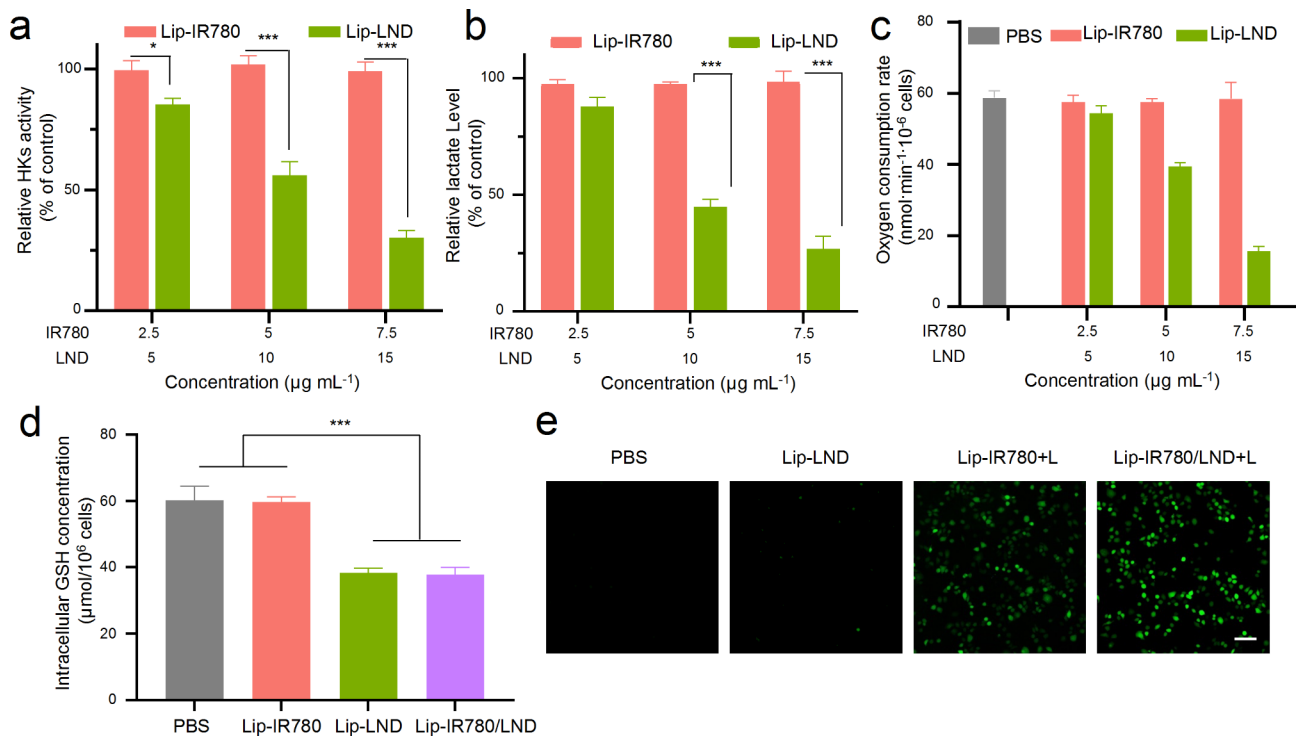 a
Lip-IR780 Lip-LND
* *** ***
Relative HKs activity
(% of control)
100
50
0
IR780 2.5 5 7.5
LND 5 10 15
Concentration (µg mL⁻¹)
b
Lip-IR780 Lip-LND
*** ***
Relative lactate Level
(% of control)
100
50
0
2.5 5 7.5
5 10 15
Concentration (µg mL⁻¹)
c
PBS Lip-IR780 Lip-LND
Oxygen consumption rate
(nmol·min⁻¹·10⁻⁶ cells)
80
60
40
20
0
IR780 2.5 5 7.5
LND 5 10 15
Concentration (µg mL⁻¹)
d
***
Intracellular GSH concentration
(µmol/10⁶ cells)
80
60
40
20
0
PBS Lip-IR780 Lip-LND Lip-IR780/LND
e
PBS Lip-LND Lip-IR780+L Lip-IR780/LND+L